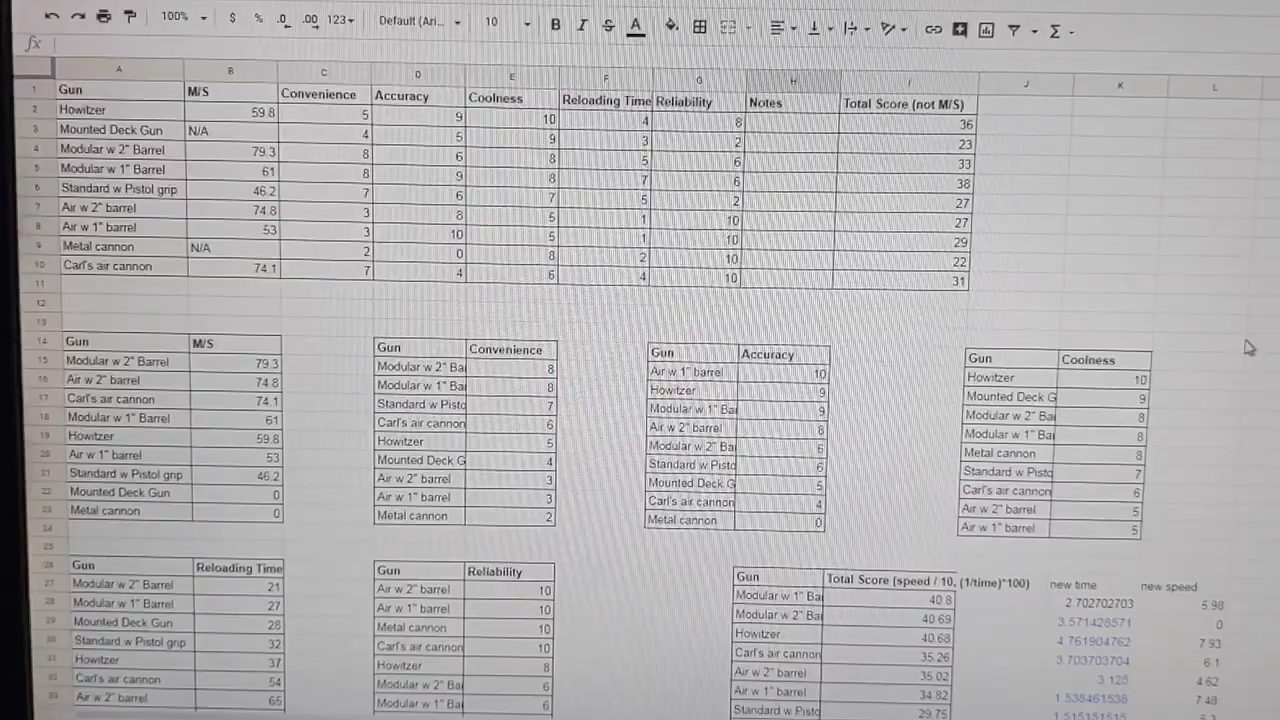 100% $ % .0 .00 123 Default (Ari... 10 B I S A Σ
fx
A B C D E F G H I J K L
1 Gun M/S Convenience Accuracy Coolness Reloading Time Reliability Notes Total Score (not M/S)
2 Howitzer 59.8 5 9 10 4 8 36
3 Mounted Deck Gun N/A 4 5 9 3 2 23
4 Modular w 2" Barrel 79.3 8 6 8 5 6 33
5 Modular w 1" Barrel 61 8 9 8 7 6 38
6 Standard w Pistol grip 46.2 7 6 7 5 2 27
7 Air w 2" barrel 74.8 3 8 5 1 10 27
8 Air w 1" barrel 53 3 10 5 1 10 29
9 Metal cannon N/A 2 0 8 2 10 22
10 Carl's air cannon 74.1 7 4 6 4 10 31
11
12
13
14 Gun M/S Gun Convenience Gun Accuracy Gun Coolness
15 Modular w 2" Barrel 79.3 Modular w 2" Ba 8 Air w 1" barrel 10 Howitzer 10
16 Air w 2" barrel 74.8 Modular w 1" Ba 8 Howitzer 9 Mounted Deck G 9
17 Carl's air cannon 74.1 Standard w Pisto 7 Modular w 1" Ba 9 Modular w 2" Ba 8
18 Modular w 1" Barrel 61 Carl's air cannon 6 Air w 2" barrel 8 Modular w 1" Ba 8
19 Howitzer 59.8 Howitzer 5 Modular w 2" Ba 6 Metal cannon 8
20 Air w 1" barrel 53 Mounted Deck G 4 Standard w Pisto 6 Standard w Pisto 7
21 Standard w Pistol grip 46.2 Air w 2" barrel 3 Mounted Deck G 5 Carl's air cannon 6
22 Mounted Deck Gun 0 Air w 1" barrel 3 Carl's air cannon 4 Air w 2" barrel 5
23 Metal cannon 0 Metal cannon 2 Metal cannon 0 Air w 1" barrel 5
24
25
26 Gun Reloading Time Gun Reliability Gun Total Score (speed / 10, (1/time)*100) new time new speed
27 Modular w 2" Barrel 21 Air w 2" barrel 10 Modular w 1" Ba 40.8 2.702702703 5.98
28 Modular w 1" Barrel 27 Air w 1" barrel 10 Modular w 2" Ba 40.69 3.571428571 0
29 Mounted Deck Gun 28 Metal cannon 10 Howitzer 40.68 4.761904762 7.93
30 Standard w Pistol grip 32 Carl's air cannon 10 Carl's air cannon 35.26 3.703703704 6.1
31 Howitzer 37 Howitzer 8 Air w 2" barrel 35.02 3.125 4.62
32 Carl's air cannon 54 Modular w 2" Ba 6 Air w 1" barrel 34.82 1.538461538 7.48
33 Air w 2" barrel 65 Modular w 1" Ba 6 Standard w Pisto 29.75 1.515151515